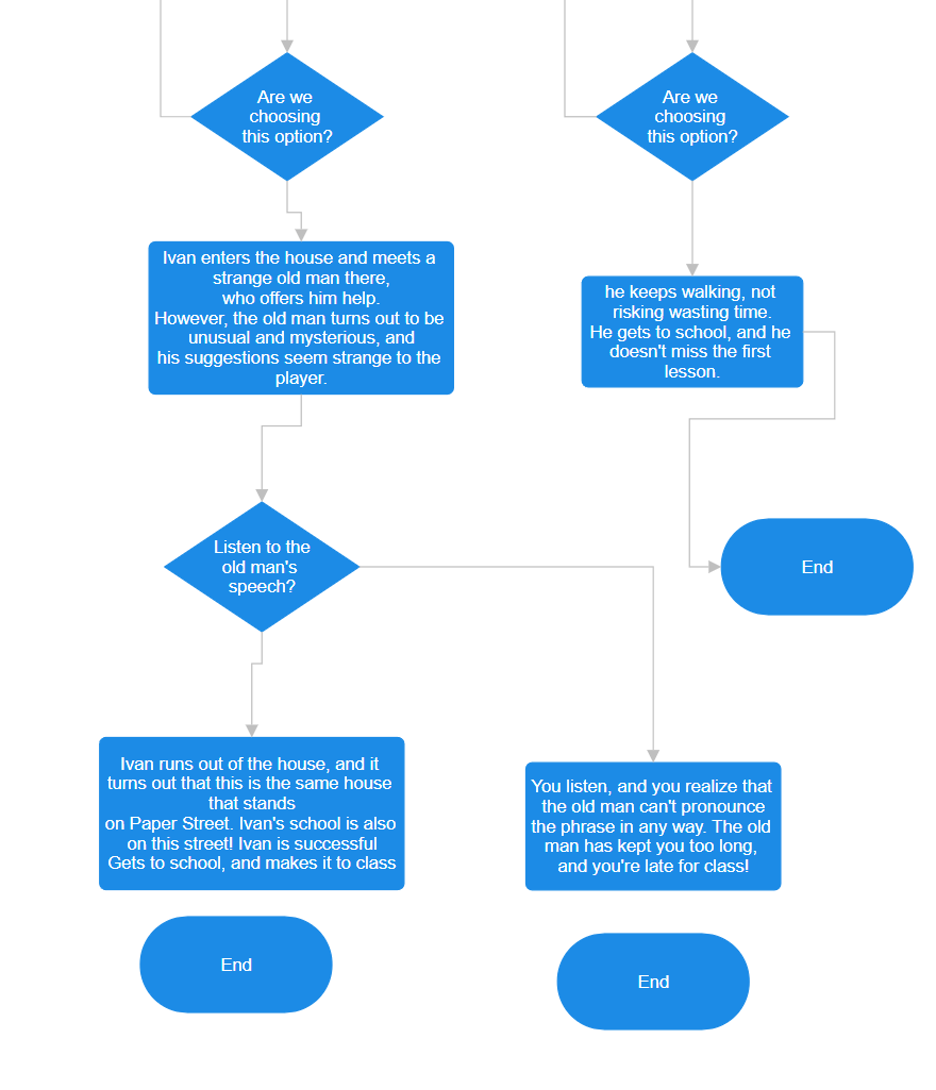 Are we
choosing
this option?
Are we
choosing
this option?
Ivan enters the house and meets a
strange old man there,
who offers him help.
However, the old man turns out to be
unusual and mysterious, and
his suggestions seem strange to the
player.
he keeps walking, not
risking wasting time.
He gets to school, and he
doesn't miss the first
lesson.
Listen to the
old man's
speech?
End
Ivan runs out of the house, and it
turns out that this is the same house
that stands
on Paper Street. Ivan's school is also
on this street! Ivan is successful
Gets to school, and makes it to class
You listen, and you realize that
the old man can't pronounce
the phrase in any way. The old
man has kept you too long,
and you're late for class!
End
End